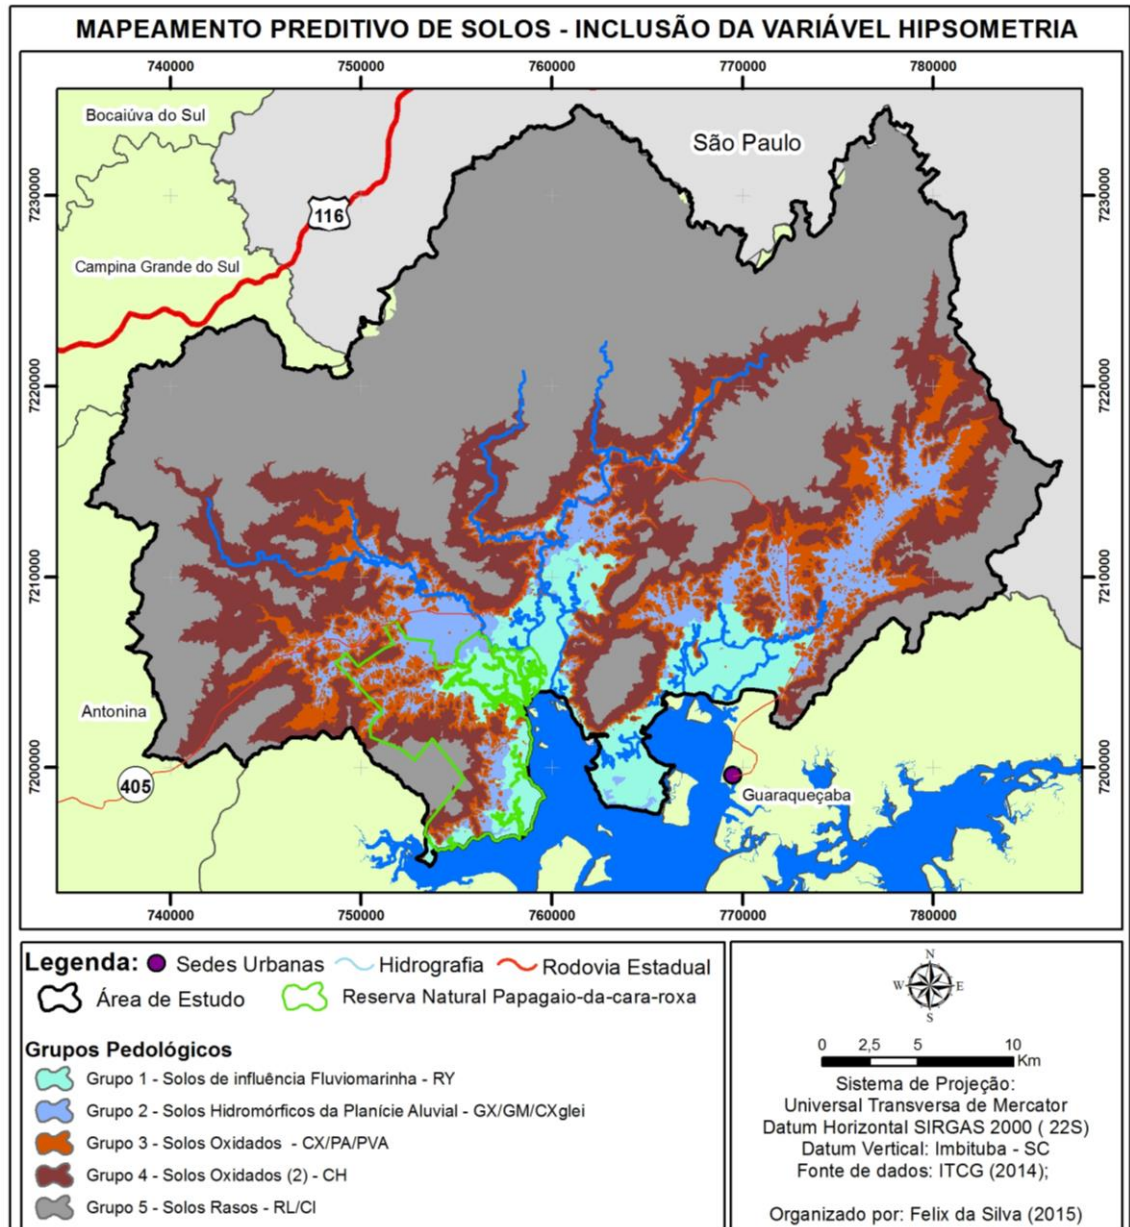 MAPEAMENTO PREDITIVO DE SOLOS - INCLUSÃO DA VARIÁVEL HIPSOMETRIA
740000 750000 760000 770000 780000
Bocaiúva do Sul
São Paulo
7230000 7230000
116
Campina Grande do Sul
7220000 7220000
7210000 7210000
Antonina
7200000 7200000
405
Guaraqueçaba
740000 750000 760000 770000 780000
Legenda: Sedes Urbanas Hidrografia Rodovia Estadual
Área de Estudo Reserva Natural Papagaio-da-cara-roxa
Grupos Pedológicos
Grupo 1 - Solos de influência Fluviomarinha - RY
Grupo 2 - Solos Hidromórficos da Planície Aluvial - GX/GM/CXglei
Grupo 3 - Solos Oxidados - CX/PA/PVA
Grupo 4 - Solos Oxidados (2) - CH
Grupo 5 - Solos Rasos - RL/CI
N
W E
S
0 2,5 5 10
Km
Sistema de Projeção:
Universal Transversa de Mercator
Datum Horizontal SIRGAS 2000 ( 22S)
Datum Vertical: Imbituba - SC
Fonte de dados: ITCG (2014);
Organizado por: Felix da Silva (2015)